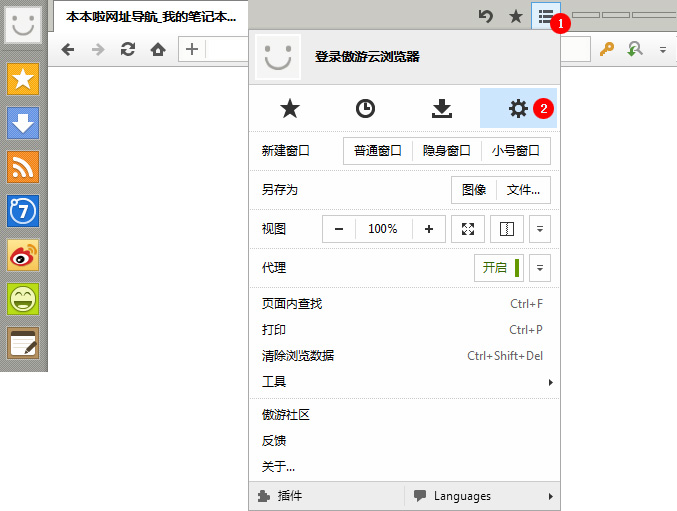 本本啦网址导航_我的笔记本...
1
登录傲游云浏览器
2
新建窗口 普通窗口 隐身窗口 小号窗口
另存为 图像 文件...
视图 − 100% +
代理 开启
页面内查找 Ctrl+F
打印 Ctrl+P
清除浏览数据 Ctrl+Shift+Del
工具
傲游社区
反馈
关于...
插件 Languages
7